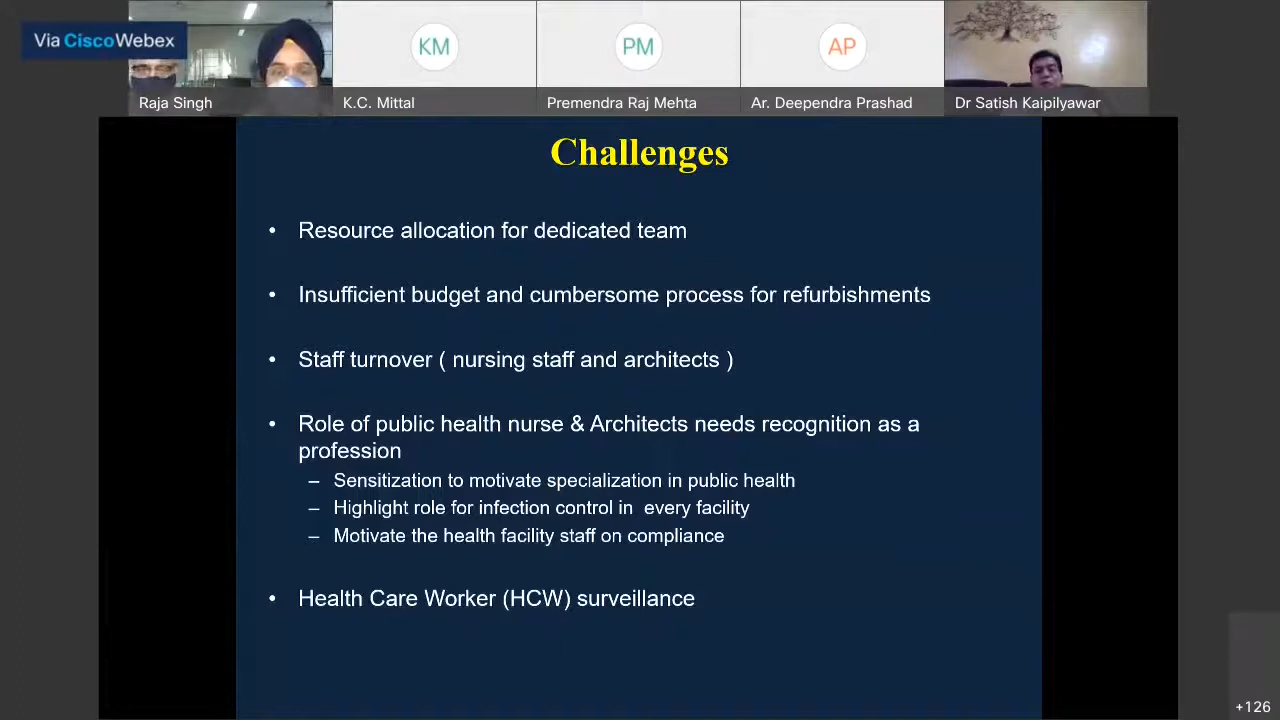 Via Cisco Webex
KM
PM
AP
Raja Singh
K.C. Mittal
Premendra Raj Mehta
Ar. Deependra Prashad
Dr Satish Kaipilyawar
Challenges
• Resource allocation for dedicated team
• Insufficient budget and cumbersome process for refurbishments
• Staff turnover ( nursing staff and architects )
• Role of public health nurse & Architects needs recognition as a
profession
– Sensitization to motivate specialization in public health
– Highlight role for infection control in every facility
– Motivate the health facility staff on compliance
• Health Care Worker (HCW) surveillance
+126